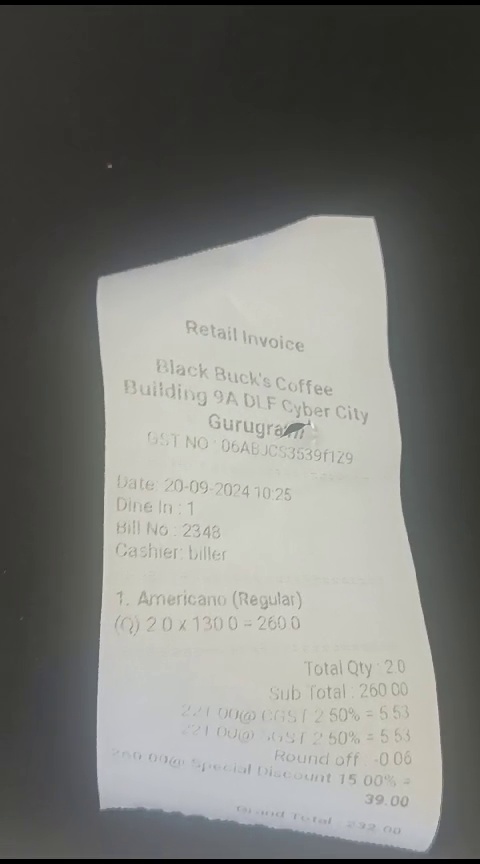 Retail Invoice
Black Buck's Coffee
Building 9A DLF Cyber City
Gurugram
GST NO : 06ABJCS3539f1Z9
Date: 20-09-2024 10:25
Dine In : 1
Bill No : 2348
Cashier: biller
1. Americano (Regular)
(Q) 2.0 x 130.0 = 260.0
Total Qty : 2.0
Sub Total : 260.00
221.00@ CGST 2.50% = 5.53
221.00@ SGST 2.50% = 5.53
Round off : -0.06
260.00@ Special Discount 15.00% =
39.00
Grand Total : 232.00